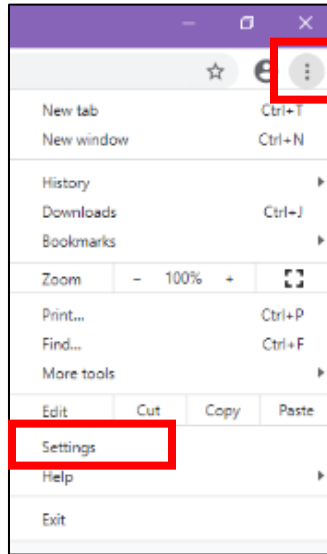 New tab Ctrl+T
New window Ctrl+N
History
Downloads Ctrl+J
Bookmarks
Zoom - 100% +
Print... Ctrl+P
Find... Ctrl+F
More tools
Edit Cut Copy Paste
Settings
Help
Exit